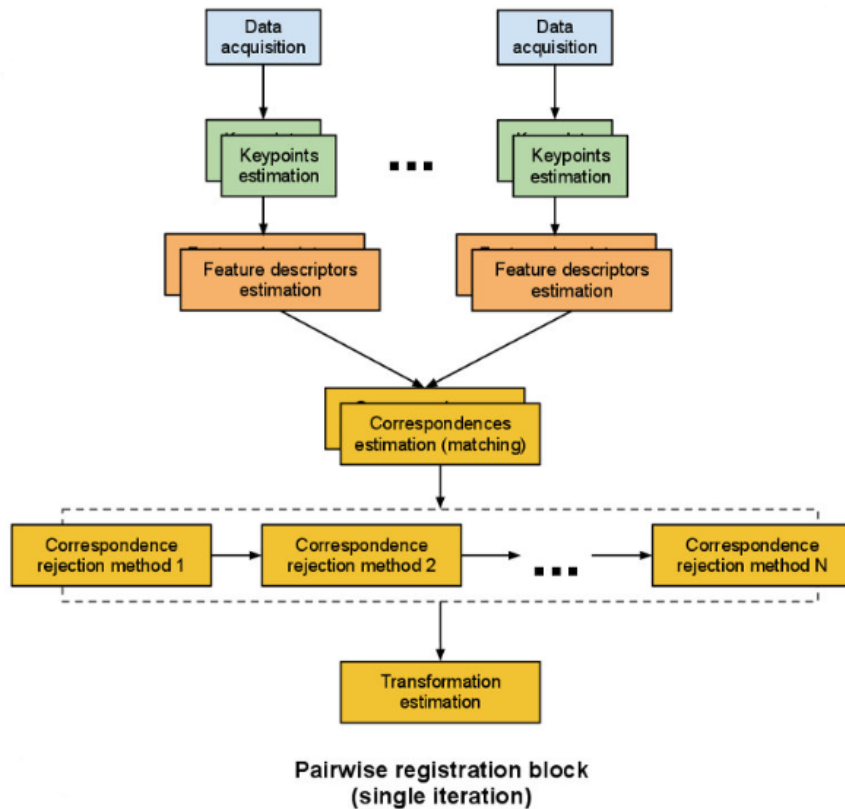 Data
acquisition
Data
acquisition
Keypoints
estimation
Keypoints
estimation
Feature descriptors
estimation
Feature descriptors
estimation
Correspondences
estimation (matching)
Correspondence
rejection method 1
Correspondence
rejection method 2
Correspondence
rejection method N
Transformation
estimation
Pairwise registration block
(single iteration)